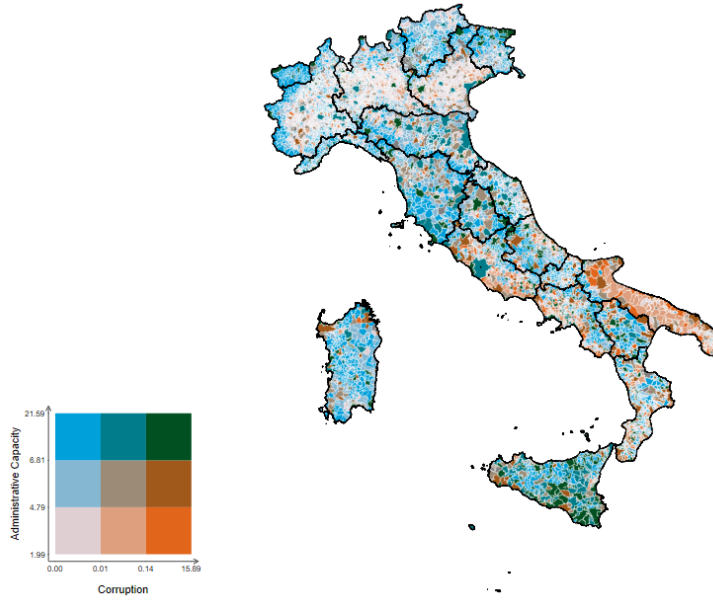 21.59
6.81
4.79
1.99
Administrative Capacity
0.00 0.01 0.14 15.89
Corruption